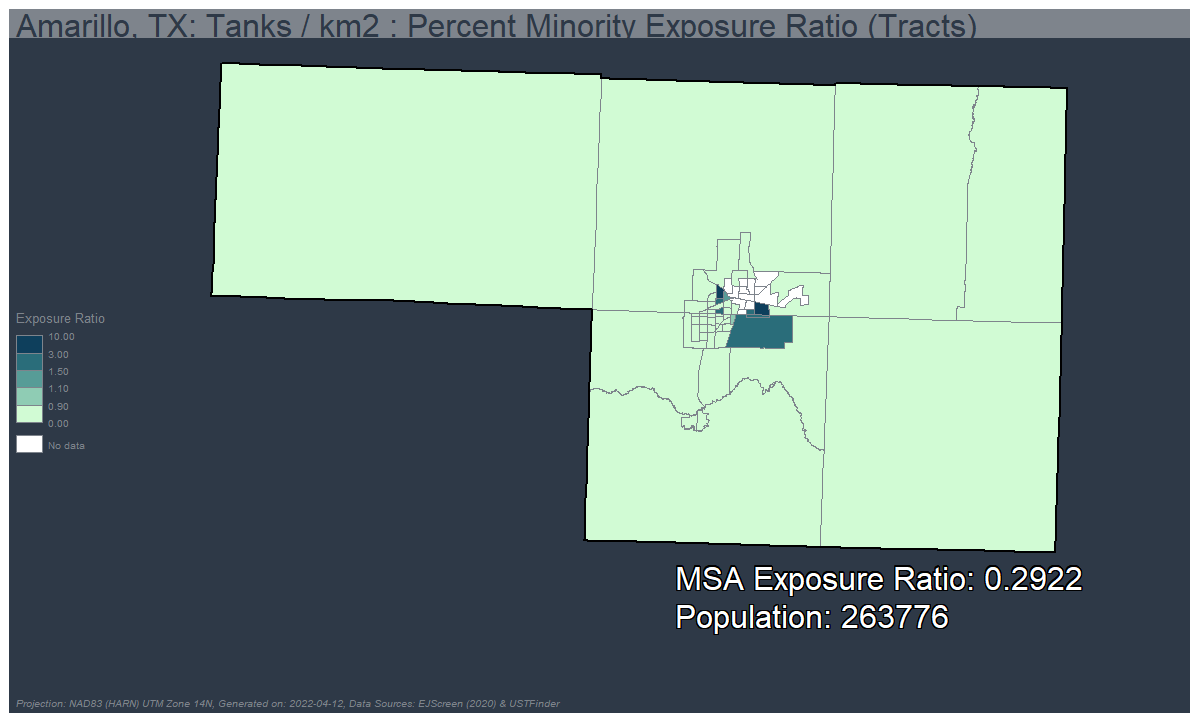 Amarillo, TX: Tanks / km2 : Percent Minority Exposure Ratio (Tracts)
Exposure Ratio
10.00
3.00
1.50
1.10
0.90
0.00
No data
MSA Exposure Ratio: 0.2922
Population: 263776
Projection: NAD83 (HARN) UTM Zone 14N, Generated on: 2022-04-12, Data Sources: EJScreen (2020) & USTFinder